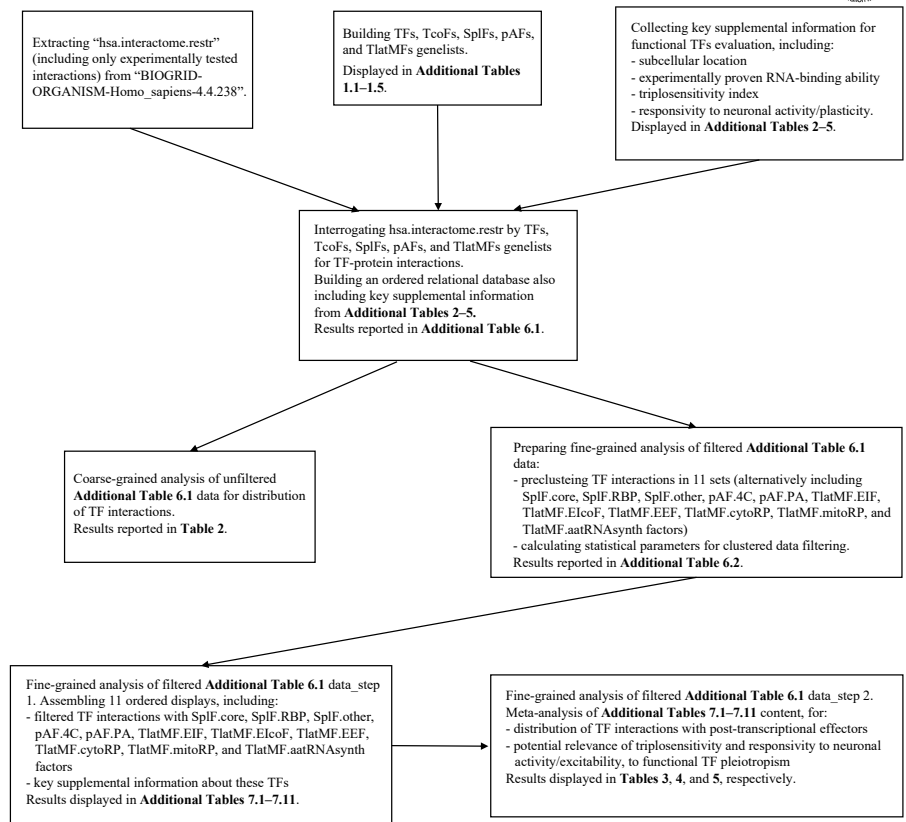 Extracting “hsa.interactome.restr”
(including only experimentally tested
interactions) from “BIOGRID-
ORGANISM-Homo_sapiens-4.4.238”.
Building TFs, TcoFs, SplFs, pAFs,
and TlatMFs genelists.
Displayed in Additional Tables
1.1–1.5.
Collecting key supplemental information for
functional TFs evaluation, including:
- subcellular location
- experimentally proven RNA-binding ability
- triplosensitivity index
- responsivity to neuronal activity/plasticity.
Displayed in Additional Tables 2–5.
Interrogating hsa.interactome.restr by TFs,
TcoFs, SplFs, pAFs, and TlatMFs genelists
for TF-protein interactions.
Building an ordered relational database also
including key supplemental information
from Additional Tables 2–5.
Results reported in Additional Table 6.1.
Coarse-grained analysis of unfiltered
Additional Table 6.1 data for distribution
of TF interactions.
Results reported in Table 2.
Preparing fine-grained analysis of filtered Additional Table 6.1
data:
- preclusteing TF interactions in 11 sets (alternatively including
SplF.core, SplF.RBP, SplF.other, pAF.4C, pAF.PA, TlatMF.EIF,
TlatMF.EIcoF, TlatMF.EEF, TlatMF.cytoRP, TlatMF.mitoRP, and
TlatMF.aatRNAsynth factors)
- calculating statistical parameters for clustered data filtering.
Results reported in Additional Table 6.2.
Fine-grained analysis of filtered Additional Table 6.1 data_step
1. Assembling 11 ordered displays, including:
- filtered TF interactions with SplF.core, SplF.RBP, SplF.other,
pAF.4C, pAF.PA, TlatMF.EIF, TlatMF.EIcoF, TlatMF.EEF,
TlatMF.cytoRP, TlatMF.mitoRP, and TlatMF.aatRNAsynth
factors
- key supplemental information about these TFs
Results displayed in Additional Tables 7.1–7.11.
Fine-grained analysis of filtered Additional Table 6.1 data_step 2.
Meta-analysis of Additional Tables 7.1–7.11 content, for:
- distribution of TF interactions with post-transcriptional effectors
- potential relevance of triplosensitivity and responsivity to neuronal
activity/excitability, to functional TF pleiotropism
Results displayed in Tables 3, 4, and 5, respectively.